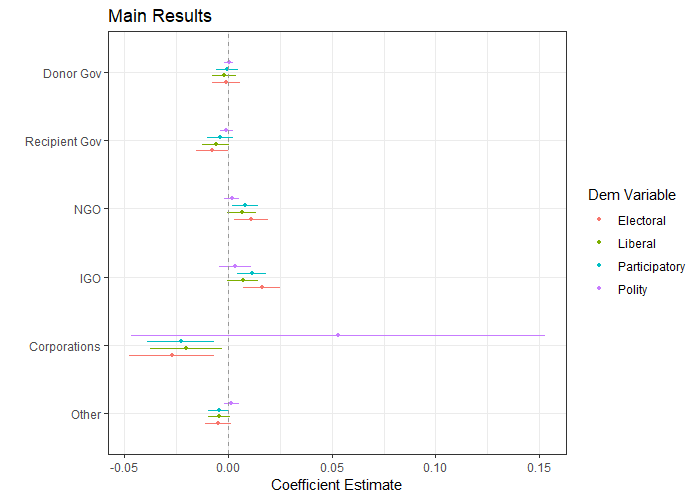 Main Results
Donor Gov
Recipient Gov
NGO
IGO
Corporations
Other
-0.05 0.00 0.05 0.10 0.15
Coefficient Estimate
Dem Variable
Electoral
Liberal
Participatory
Polity